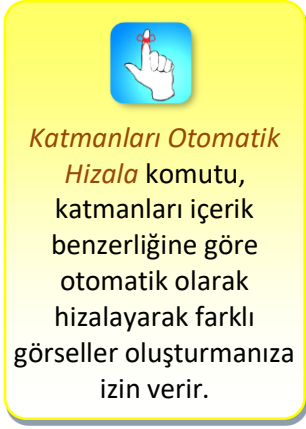 Katmanları Otomatik
Hizala komutu,
katmanları içerik
benzerliğine göre
otomatik olarak
hizalayarak farklı
görseller oluşturmanıza
izin verir.